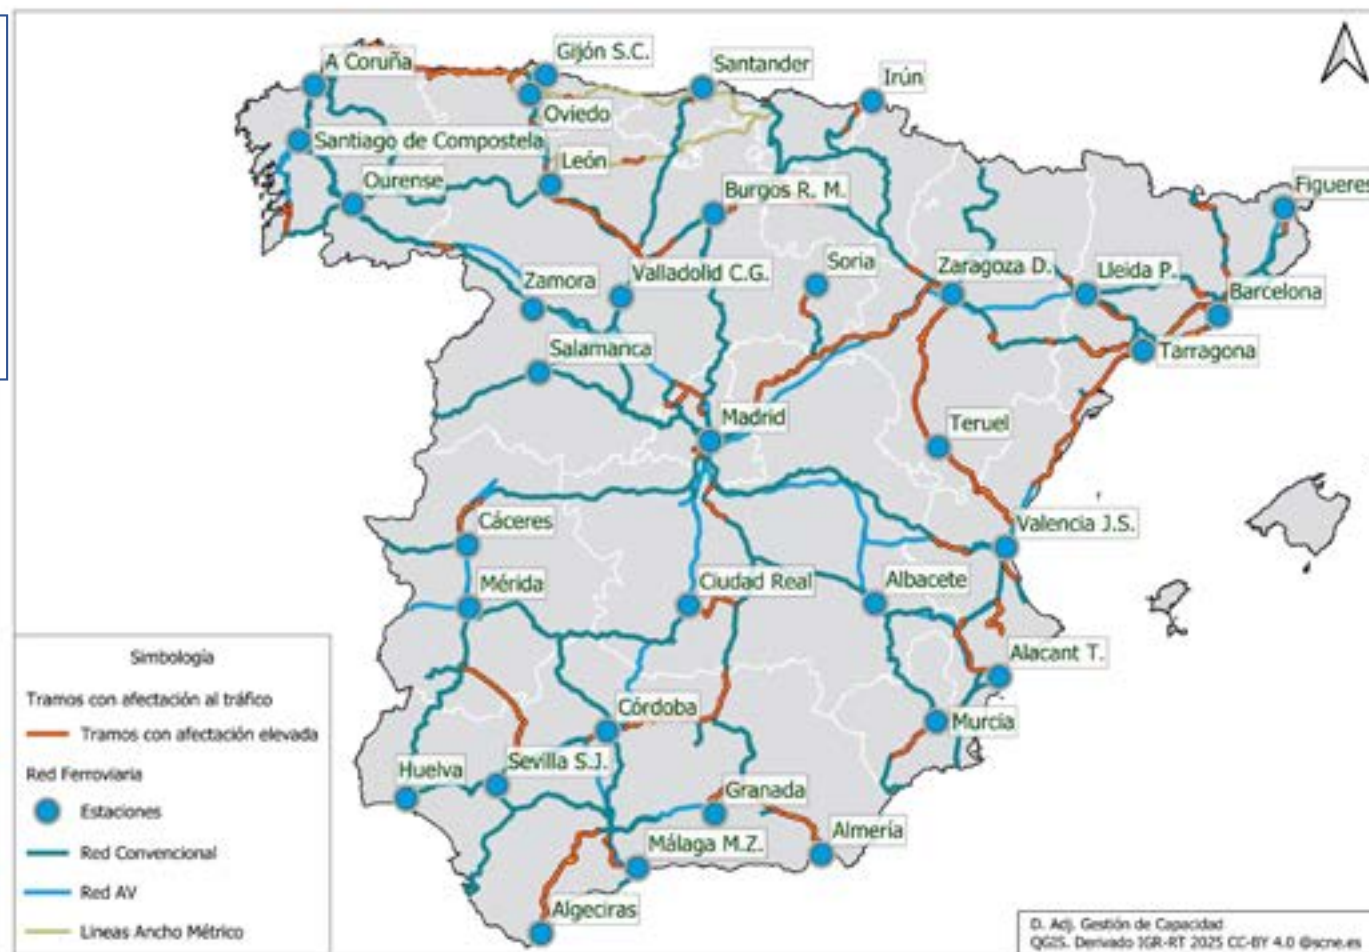 Gijón S.C.
A Coruña
Santander
Irún
Oviedo
Santiago de Compostela
León
Ourense
Burgos R. M.
Figueres
Zamora
Valladolid C.G.
Soria
Zaragoza D.
Lleida P.
Barcelona
Salamanca
Tarragona
Madrid
Teruel
Cáceres
Valencia J.S.
Mérida
Ciudad Real
Albacete
Alacant T.
Córdoba
Murcia
Huelva
Sevilla S.J.
Granada
Almería
Málaga M.Z.
Algeciras
Simbología
Tramos con afectación al tráfico
Tramos con afectación elevada
Red Ferroviaria
Estaciones
Red Convencional
Red AV
Lineas Ancho Métrico
D. Adj. Gestión de Capacidad
QGIS. Derivado IGR-RT 2025 CC-BY 4.0 @scne.es